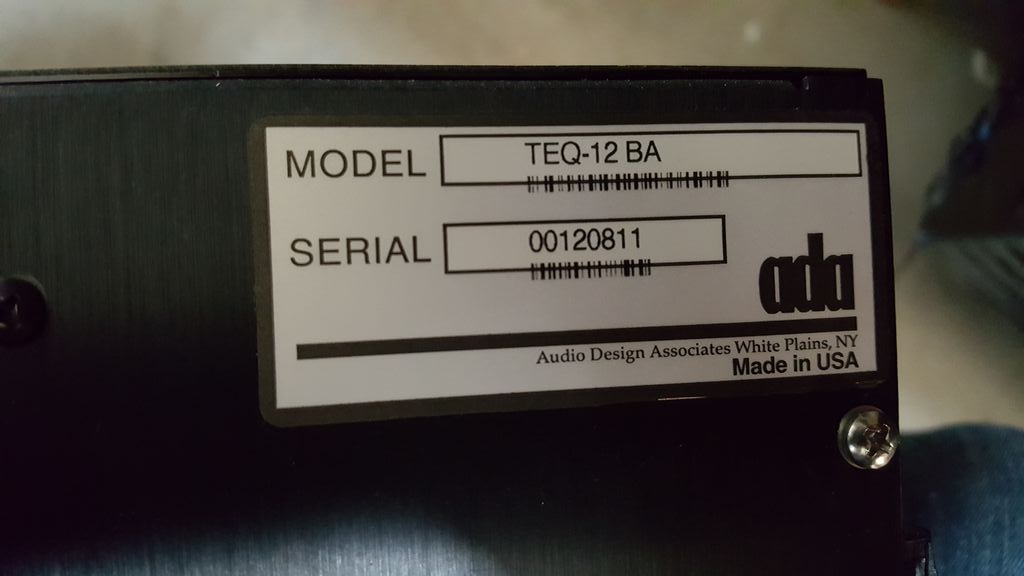 MODEL TEQ-12 BA
SERIAL 00120811
ada
Audio Design Associates White Plains, NY
Made in USA